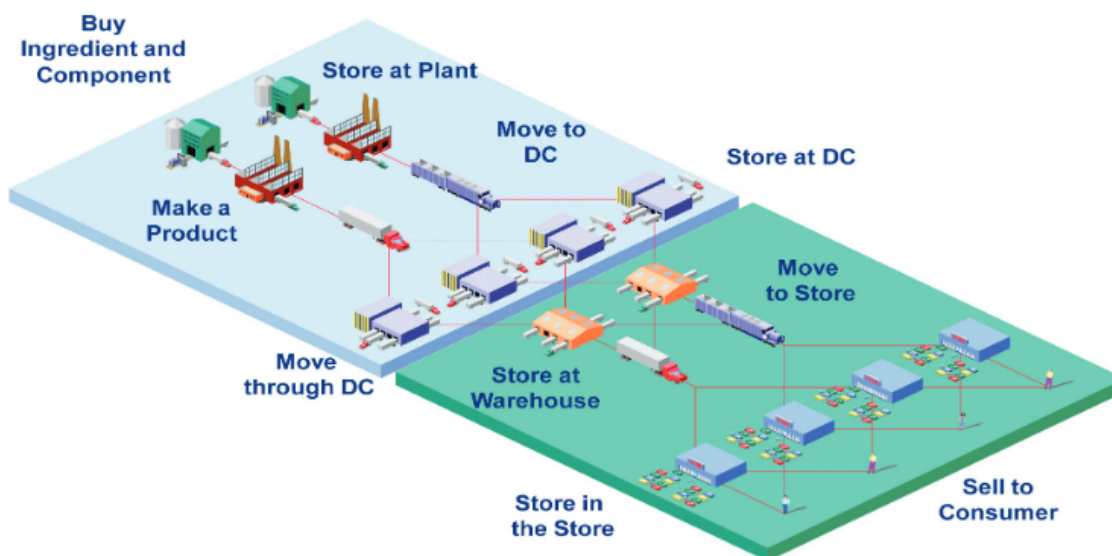 Buy
Ingredient and
Component
Store at Plant
Move to
DC
Store at DC
Make a
Product
Move
to Store
Move
through DC
Store at
Warehouse
Store in
the Store
Sell to
Consumer